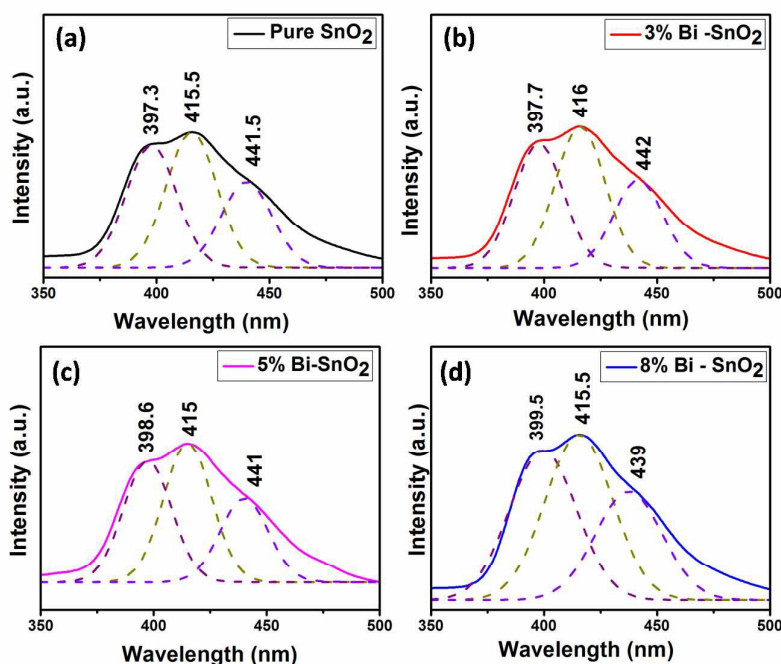 (a)
Pure SnO2
397.3
415.5
441.5
Intensity (a.u.)
350 400 450 500
Wavelength (nm)
(b)
3% Bi -SnO2
397.7
416
442
Intensity (a.u.)
350 400 450 500
Wavelength (nm)
(c)
5% Bi-SnO2
398.6
415
441
Intensity (a.u.)
350 400 450 500
Wavelength (nm)
(d)
8% Bi - SnO2
399.5
415.5
439
Intensity (a.u.)
350 400 450 500
Wavelength (nm)